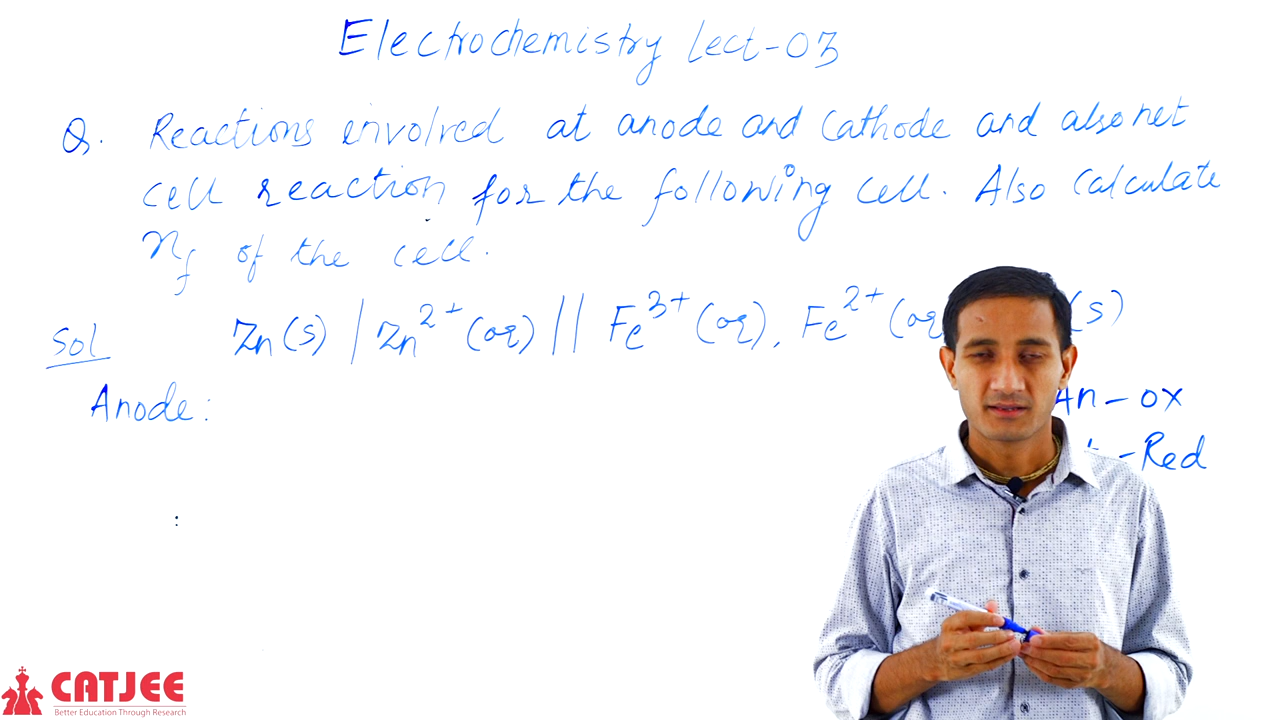 Electrochemistry Lect-03
Q. Reactions involved at anode and cathode and also net
cell reaction for the following cell. Also calculate
nf of the cell.
Sol Zn(s) | Zn²⁺(aq) || Fe³⁺(aq), Fe²⁺(aq (s)
Anode: An - ox
- Red
:
CATJEE
Better Education Through Research